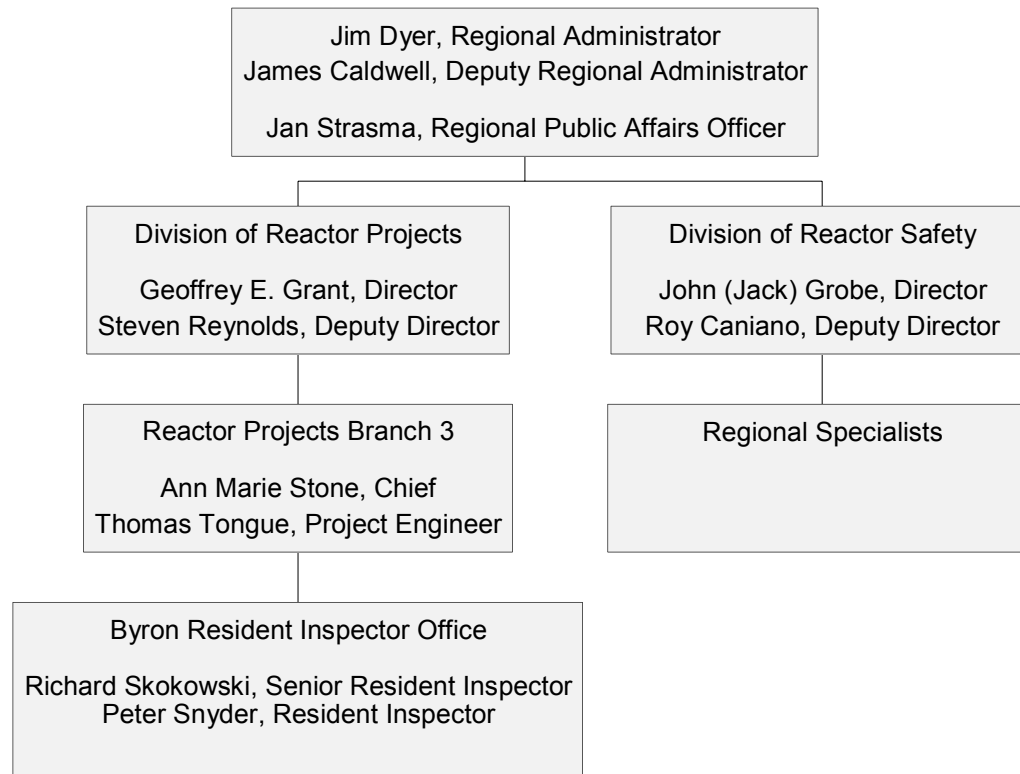 Jim Dyer, Regional Administrator
James Caldwell, Deputy Regional Administrator
Jan Strasma, Regional Public Affairs Officer
Division of Reactor Projects
Geoffrey E. Grant, Director
Steven Reynolds, Deputy Director
Division of Reactor Safety
John (Jack) Grobe, Director
Roy Caniano, Deputy Director
Reactor Projects Branch 3
Ann Marie Stone, Chief
Thomas Tongue, Project Engineer
Regional Specialists
Byron Resident Inspector Office
Richard Skokowski, Senior Resident Inspector
Peter Snyder, Resident Inspector